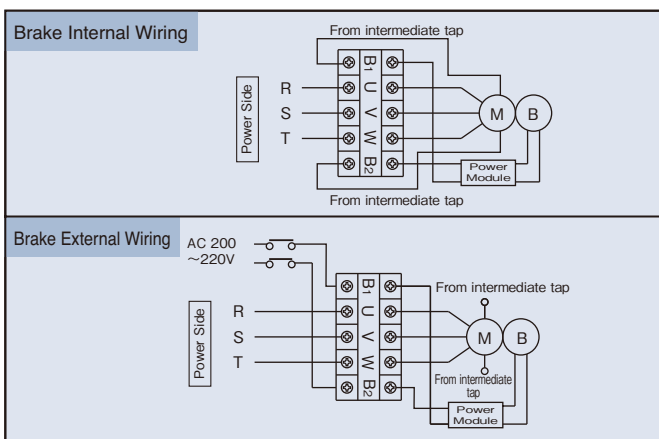 Brake Internal Wiring
From intermediate tap
Power Side
R
S
T
B1
U
V
W
B2
M
B
Power
Module
From intermediate tap
Brake External Wiring
AC 200
～220V
Power Side
R
S
T
B1
U
V
W
B2
From intermediate tap
M
B
From intermediate
tap
Power
Module